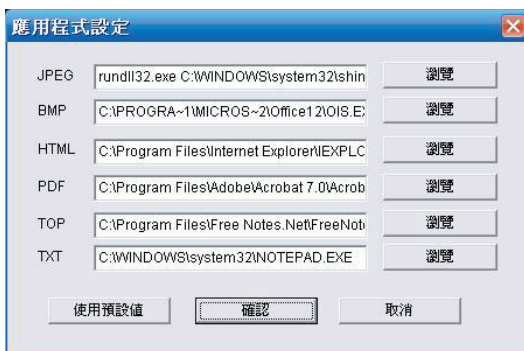 應用程式設定
JPEG rundll32.exe C:\WINDOWS\system32\shin 瀏覽
BMP C:\PROGRA~1\MICROS~2\Office12\OIS.EX 瀏覽
HTML C:\Program Files\Internet Explorer\IEXPLO 瀏覽
PDF C:\Program Files\Adobe\Acrobat 7.0\Acrob 瀏覽
TOP C:\Program Files\Free Notes.Net\FreeNot 瀏覽
TXT C:\WINDOWS\system32\NOTEPAD.EXE 瀏覽
使用預設値 確認 取消